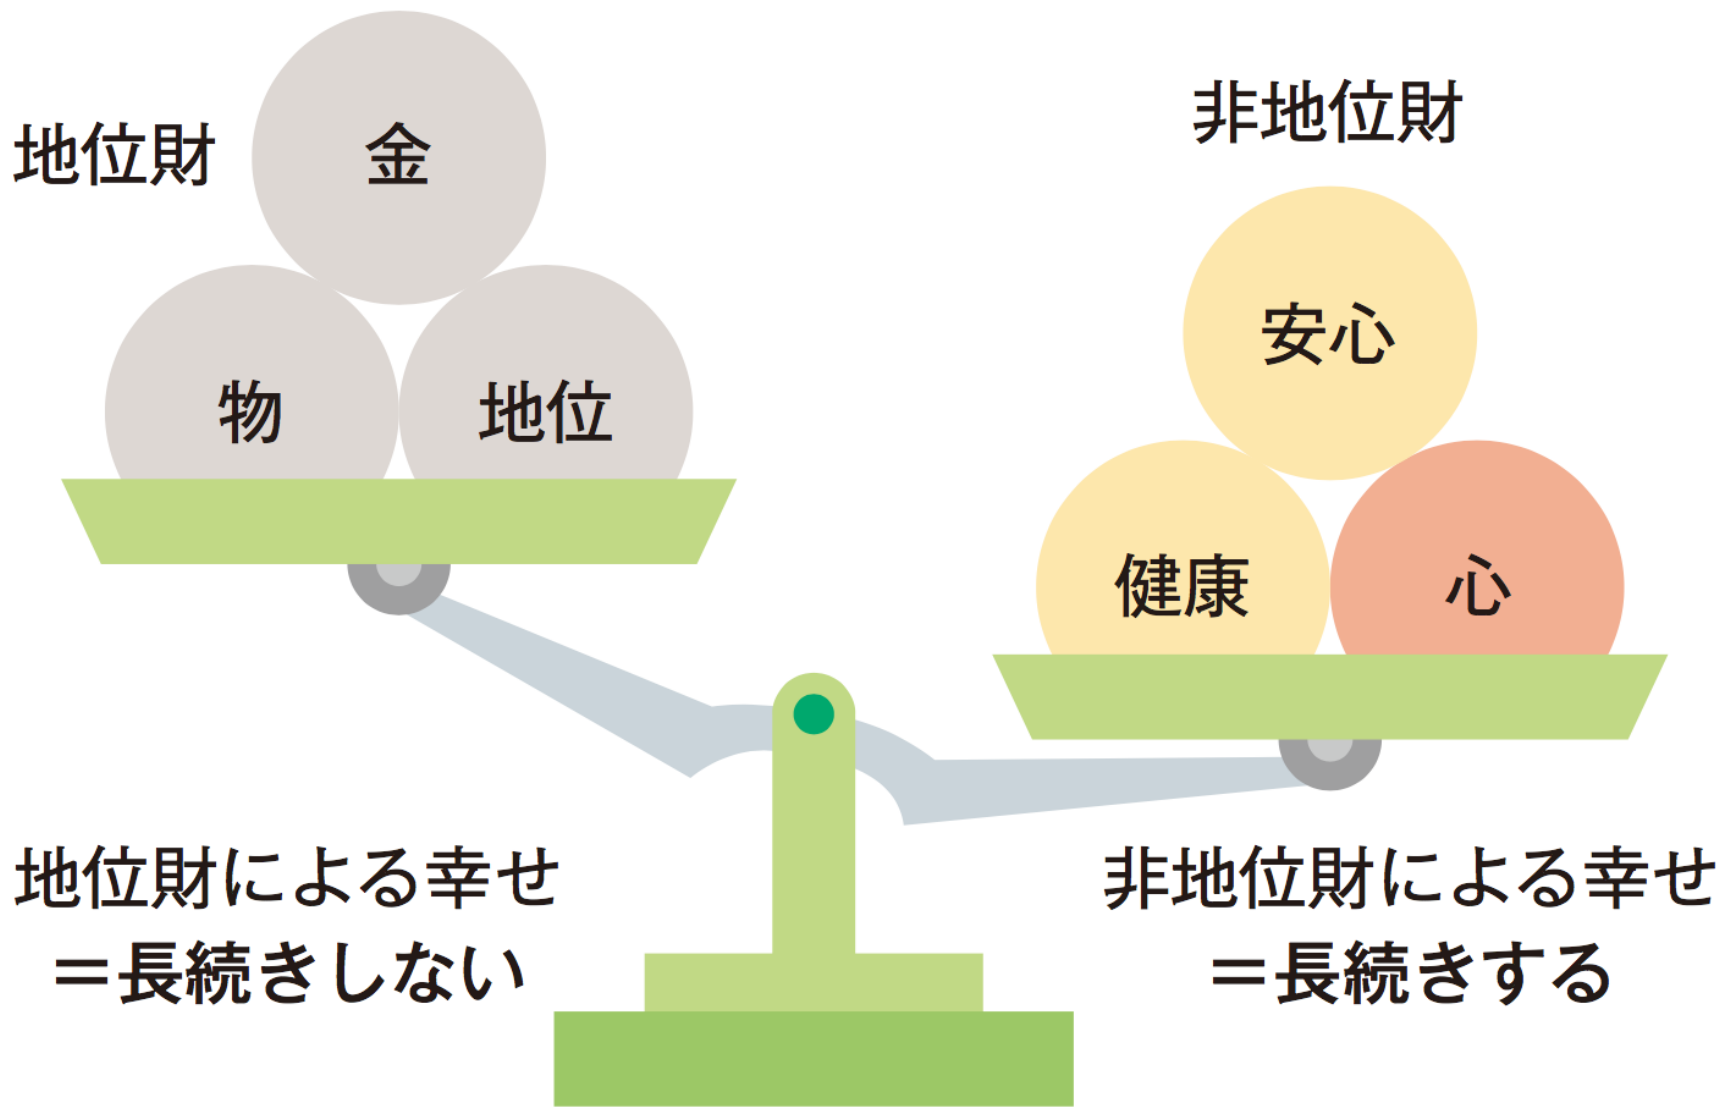 地位財
金
物
地位
非地位財
安心
健康
心
地位財による幸せ
＝長続きしない
非地位財による幸せ
＝長続きする